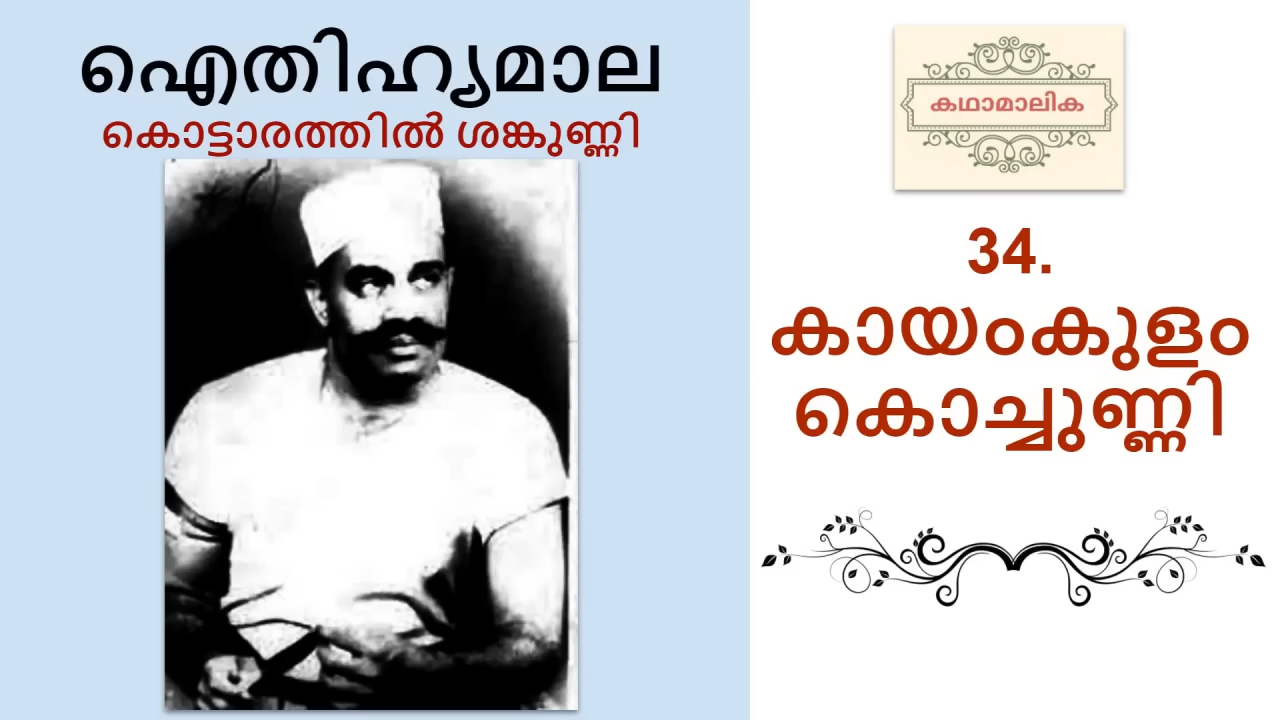 ഐതിഹ്യമാല
കൊട്ടാരത്തിൽ ശങ്കുണ്ണി
കഥാമാലിക
34.
കായംകുളം
കൊച്ചുണ്ണി